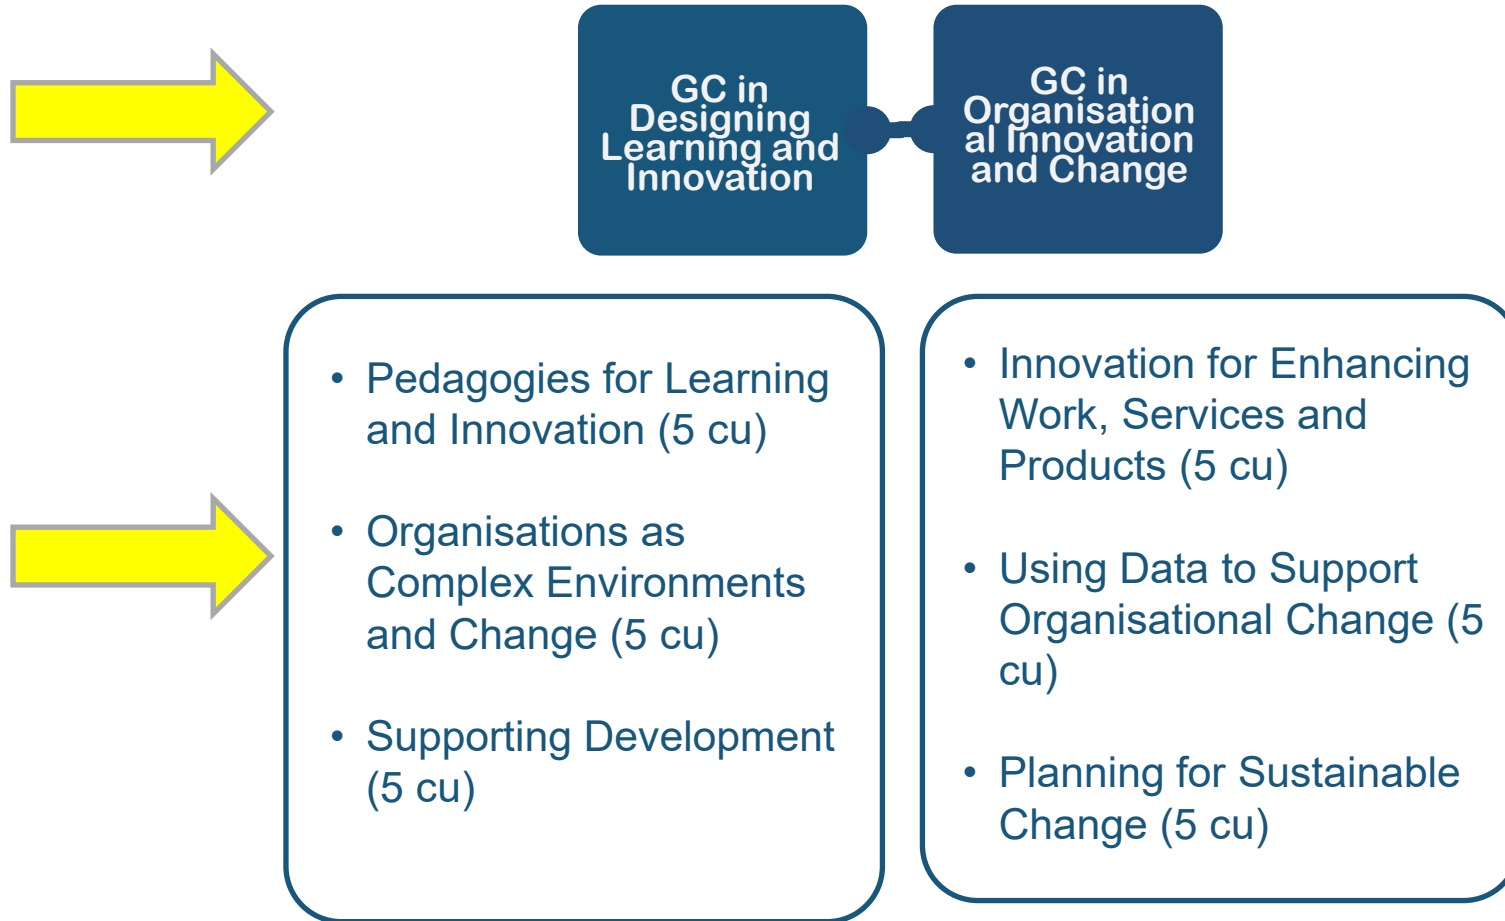 GC in
Designing
Learning and
Innovation
GC in
Organisation
al Innovation
and Change
• Pedagogies for Learning
and Innovation (5 cu)
• Organisations as
Complex Environments
and Change (5 cu)
• Supporting Development
(5 cu)
• Innovation for Enhancing
Work, Services and
Products (5 cu)
• Using Data to Support
Organisational Change (5
cu)
• Planning for Sustainable
Change (5 cu)